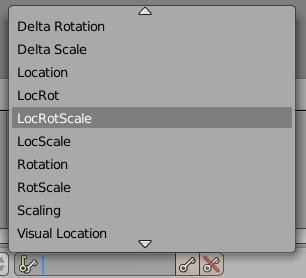 Delta Rotation
Delta Scale
Location
LocRot
LocRotScale
LocScale
Rotation
RotScale
Scaling
Visual Location